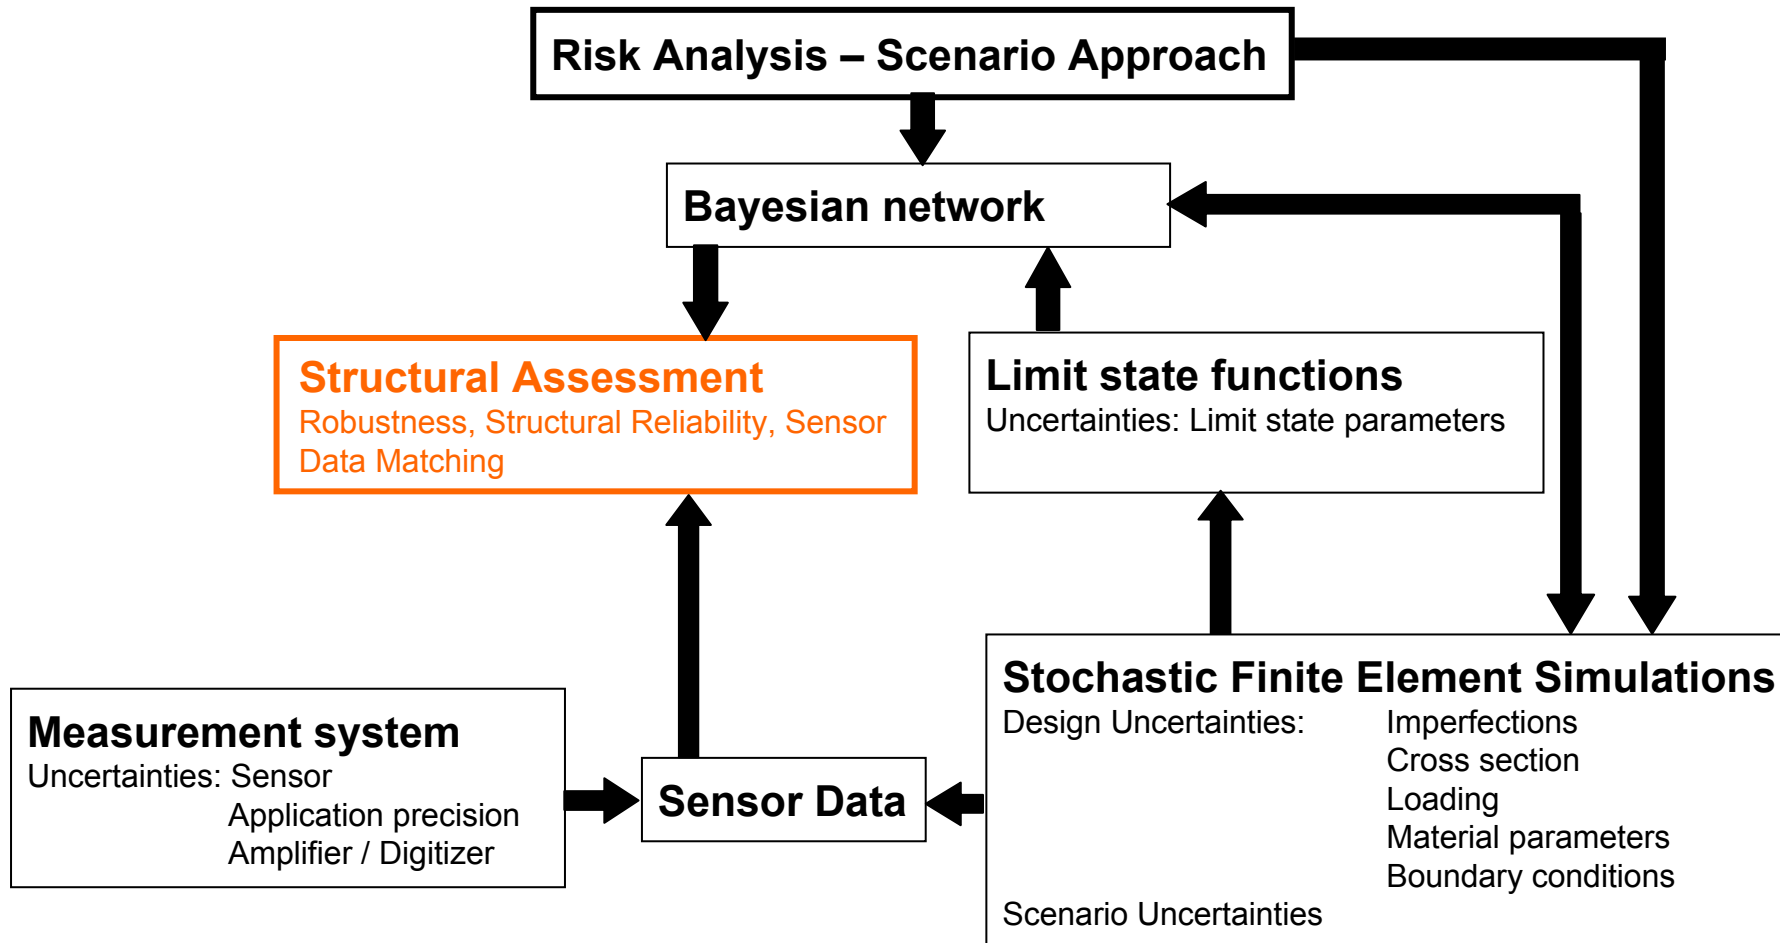 Risk Analysis – Scenario Approach
Bayesian network
Structural Assessment
Robustness, Structural Reliability, Sensor
Data Matching
Limit state functions
Uncertainties: Limit state parameters
Measurement system
Uncertainties: Sensor
Application precision
Amplifier / Digitizer
Sensor Data
Stochastic Finite Element Simulations
Design Uncertainties: Imperfections
Cross section
Loading
Material parameters
Boundary conditions
Scenario Uncertainties